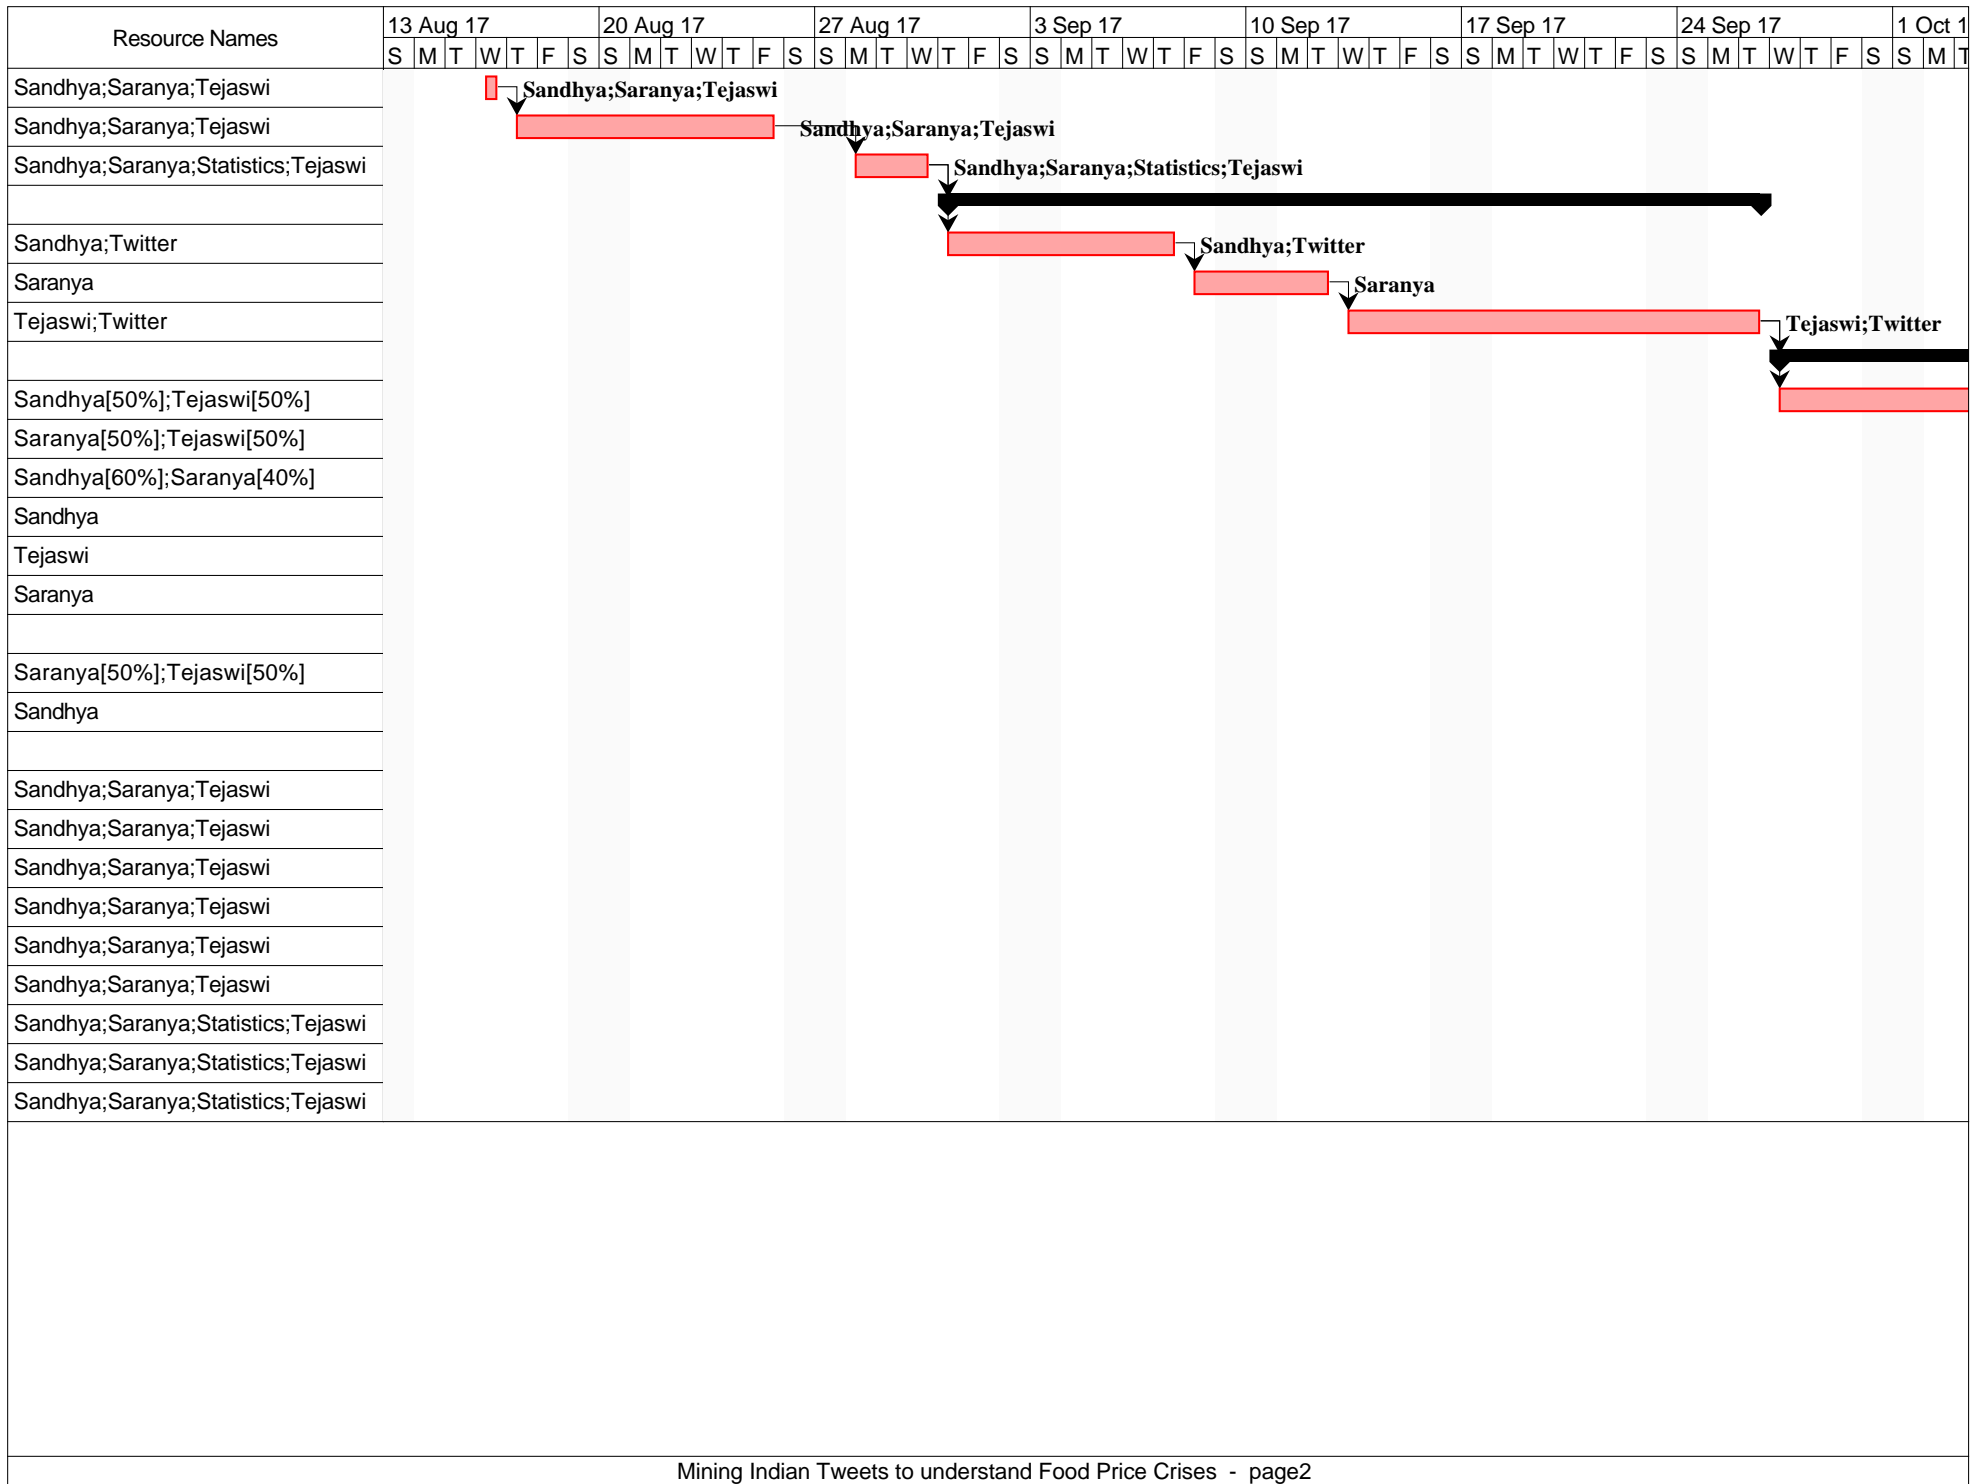 Resource Names
13 Aug 17 20 Aug 17 27 Aug 17 3 Sep 17 10 Sep 17 17 Sep 17 24 Sep 17 1 Oct 1
S M T W T F S S M T W T F S S M T W T F S S M T W T F S S M T W T F S S M T W T F S S M T W T F S S M T
Sandhya;Saranya;Tejaswi Sandhya;Saranya;Tejaswi
Sandhya;Saranya;Tejaswi Sandhya;Saranya;Tejaswi
Sandhya;Saranya;Statistics;Tejaswi Sandhya;Saranya;Statistics;Tejaswi
Sandhya;Twitter Sandhya;Twitter
Saranya Saranya
Tejaswi;Twitter Tejaswi;Twitter
Sandhya[50%];Tejaswi[50%]
Saranya[50%];Tejaswi[50%]
Sandhya[60%];Saranya[40%]
Sandhya
Tejaswi
Saranya
Saranya[50%];Tejaswi[50%]
Sandhya
Sandhya;Saranya;Tejaswi
Sandhya;Saranya;Tejaswi
Sandhya;Saranya;Tejaswi
Sandhya;Saranya;Tejaswi
Sandhya;Saranya;Tejaswi
Sandhya;Saranya;Tejaswi
Sandhya;Saranya;Statistics;Tejaswi
Sandhya;Saranya;Statistics;Tejaswi
Sandhya;Saranya;Statistics;Tejaswi
Mining Indian Tweets to understand Food Price Crises - page2